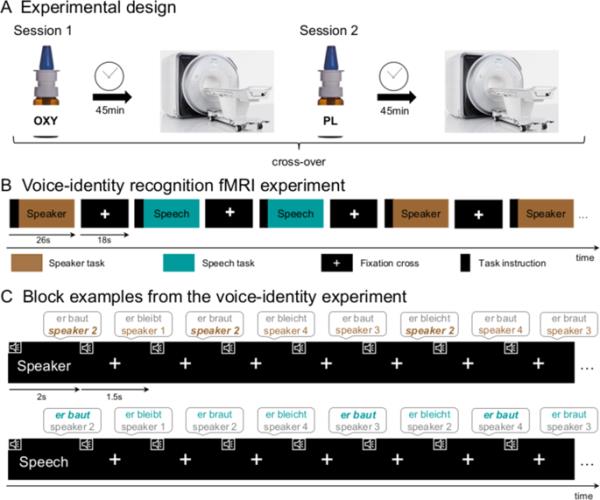 A Experimental design
Session 1
Session 2
OXY
45min
PL
45min
cross-over
B Voice-identity recognition fMRI experiment
Speaker
Speech
Speech
Speaker
Speaker
...
26s
18s
time
Speaker task
Speech task
Fixation cross
Task instruction
C Block examples from the voice-identity experiment
er baut er bleibt er braut er bleicht er baut er bleicht er baut er braut
speaker 2 speaker 1 speaker 2 speaker 4 speaker 3 speaker 2 speaker 4 speaker 3
Speaker
...
2s
1.5s
er baut er bleibt er braut er bleicht er baut er bleicht er baut er braut
speaker 2 speaker 1 speaker 2 speaker 4 speaker 3 speaker 2 speaker 4 speaker 3
Speech
...
time